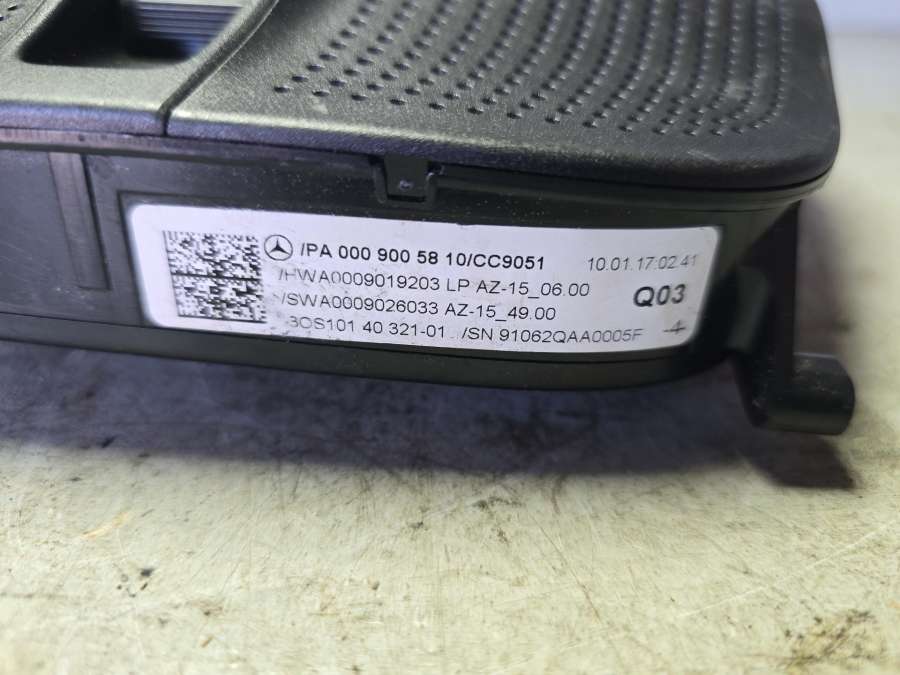 /PA 000 900 58 10/CC9051 10.01.17:02 41
/HWA0009019203 LP AZ-15_06.00
Q03
/SWA0009026033 AZ-15_49.00
3OS101 40 321-01 /SN 91062QAA0005F 4